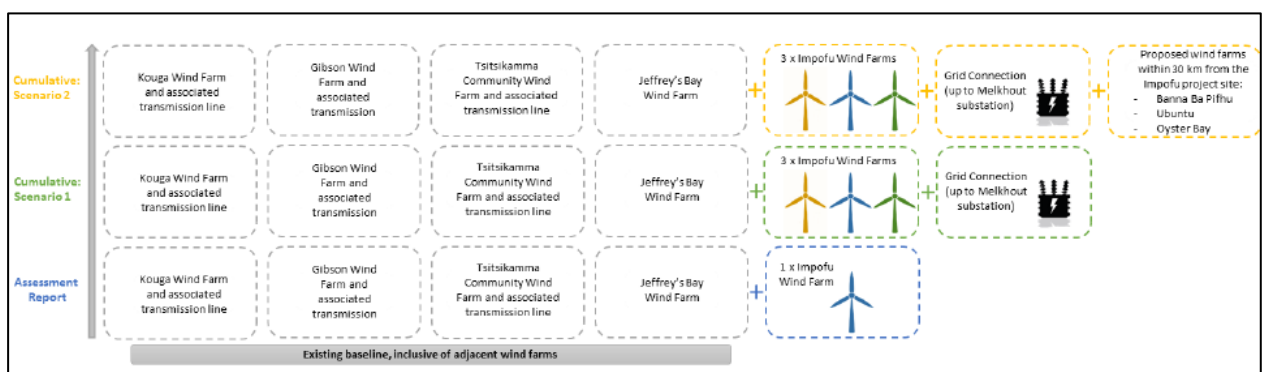 Cumulative:
Scenario 2
Kouga Wind Farm
and associated
transmission line
Gibson Wind
Farm and
associated
transmission
Tsitsikamma
Community Wind
Farm and associated
transmission line
Jeffrey's Bay
Wind Farm
+
3 x Impofu Wind Farms
+
Grid Connection
(up to Melkhout
substation)
+
Proposed wind farms
within 30 km from the
Impofu project site:
- Banna Ba Pifhu
- Ubuntu
- Oyster Bay
Cumulative:
Scenario 1
Kouga Wind Farm
and associated
transmission line
Gibson Wind
Farm and
associated
transmission
Tsitsikamma
Community Wind
Farm and associated
transmission line
Jeffrey's Bay
Wind Farm
+
3 x Impofu Wind Farms
+
Grid Connection
(up to Melkhout
substation)
Assessment
Report
Kouga Wind Farm
and associated
transmission line
Gibson Wind
Farm and
associated
transmission
Tsitsikamma
Community Wind
Farm and associated
transmission line
Jeffrey's Bay
Wind Farm
+
1 x Impofu
Wind Farm
Existing baseline, inclusive of adjacent wind farms